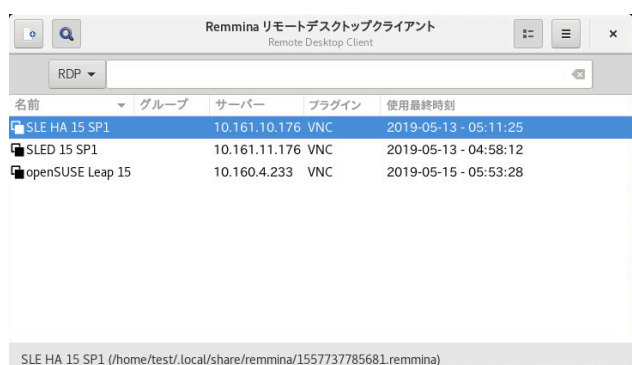 Remmina リモートデスクトップクライアント
Remote Desktop Client
RDP
名前 グループ サーバー プラグイン 使用最終時刻
SLE HA 15 SP1 10.161.10.176 VNC 2019-05-13 - 05:11:25
SLED 15 SP1 10.161.11.176 VNC 2019-05-13 - 04:58:12
openSUSE Leap 15 10.160.4.233 VNC 2019-05-15 - 05:53:28
SLE HA 15 SP1 (/home/test/.local/share/remmina/1557737785681.remmina)